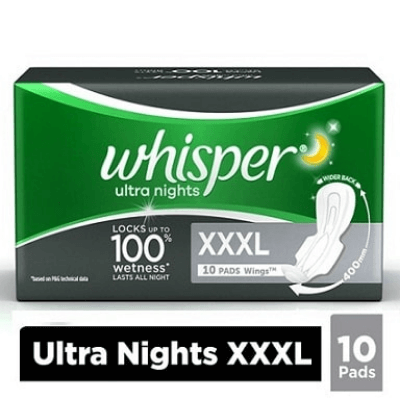 whisper
ultra nights
LOCKS UP TO
100%
wetness*
LASTS ALL NIGHT
XXXL
10 PADS Wings™
WIDER BACK
400mm
*based on P&G technical data
Ultra Nights XXXL
10
Pads